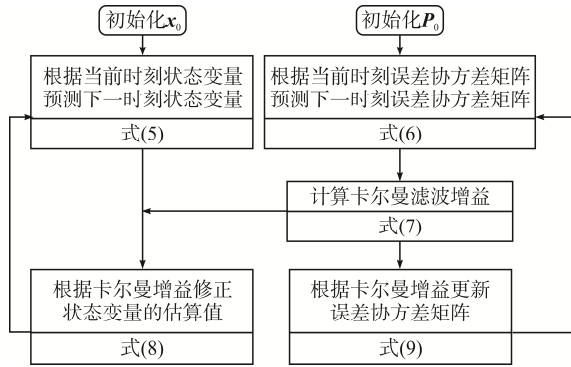 初始化x₀
初始化P₀
根据当前时刻状态变量
预测下一时刻状态变量
式(5)
根据当前时刻误差协方差矩阵
预测下一时刻误差协方差矩阵
式(6)
计算卡尔曼滤波增益
式(7)
根据卡尔曼增益修正
状态变量的估算值
式(8)
根据卡尔曼增益更新
误差协方差矩阵
式(9)